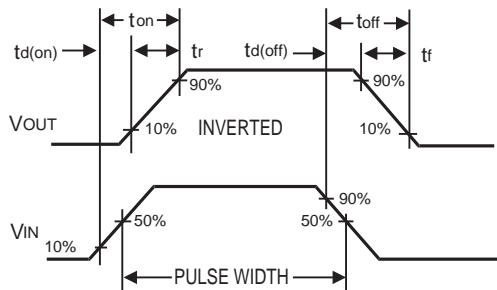 ton toff
td(on) tr td(off) tf
90% 90%
VOUT 10% INVERTED 10%
90%
50% 50%
VIN
10%
PULSE WIDTH